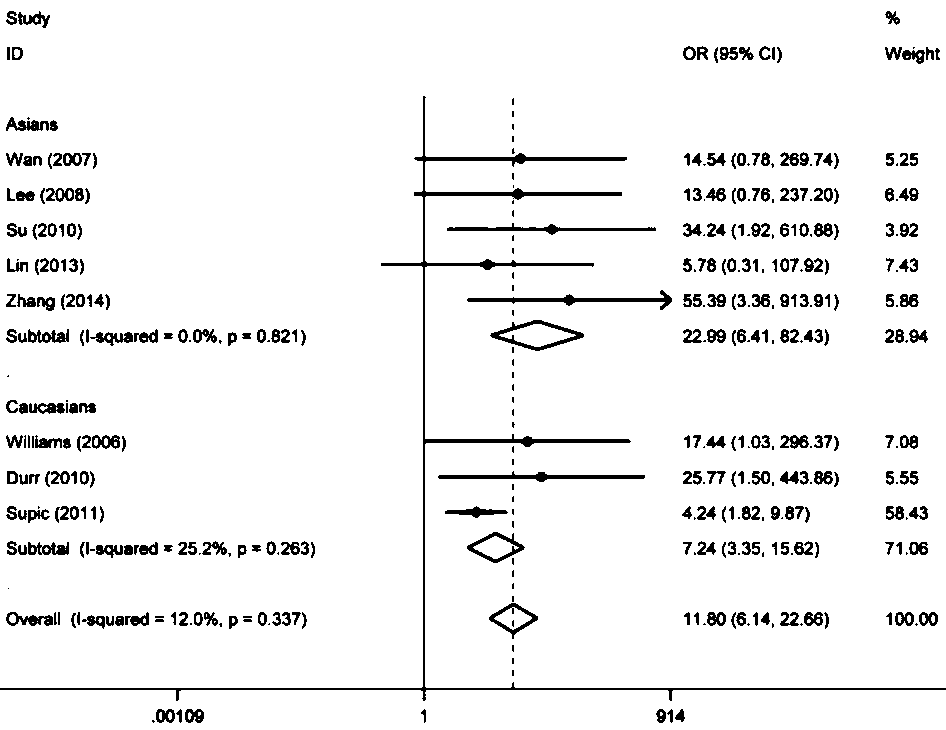 Study %
ID OR (95% CI) Weight
Asians
Wan (2007) 14.54 (0.78, 269.74) 5.25
Lee (2008) 13.46 (0.76, 237.20) 6.49
Su (2010) 34.24 (1.92, 610.88) 3.92
Lin (2013) 5.78 (0.31, 107.92) 7.43
Zhang (2014) 55.39 (3.36, 913.91) 5.86
Subtotal (I-squared = 0.0%, p = 0.821) 22.99 (6.41, 82.43) 28.94
.
Caucasians
Williams (2006) 17.44 (1.03, 296.37) 7.08
Durr (2010) 25.77 (1.50, 443.86) 5.55
Supic (2011) 4.24 (1.82, 9.87) 58.43
Subtotal (I-squared = 25.2%, p = 0.263) 7.24 (3.35, 15.62) 71.06
.
Overall (I-squared = 12.0%, p = 0.337) 11.80 (6.14, 22.66) 100.00
.00109 1 914